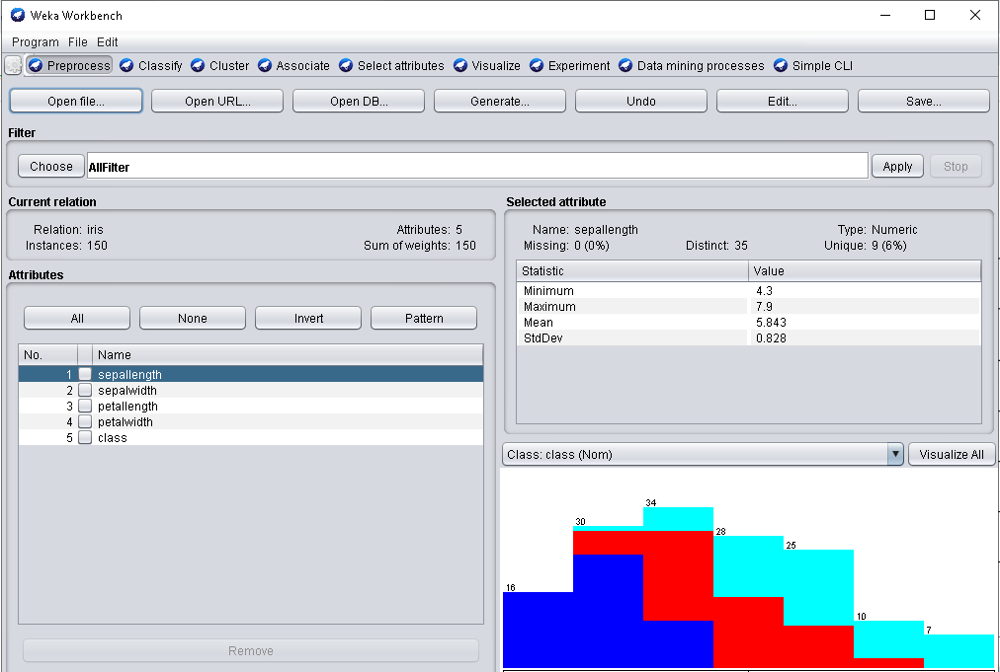 Weka Workbench
Program File Edit
Preprocess Classify Cluster Associate Select attributes Visualize Experiment Data mining processes Simple CLI
Open file... Open URL... Open DB... Generate... Undo Edit... Save...
Filter
Choose AllFilter Apply Stop
Current relation
Relation: iris Attributes: 5
Instances: 150 Sum of weights: 150
Attributes
All None Invert Pattern
No. Name
1 sepallength
2 sepalwidth
3 petallength
4 petalwidth
5 class
Remove
Selected attribute
Name: sepallength Type: Numeric
Missing: 0 (0%) Distinct: 35 Unique: 9 (6%)
Statistic Value
Minimum 4.3
Maximum 7.9
Mean 5.843
StdDev 0.828
Class: class (Nom) Visualize All
16 30 34 28 25 10 7